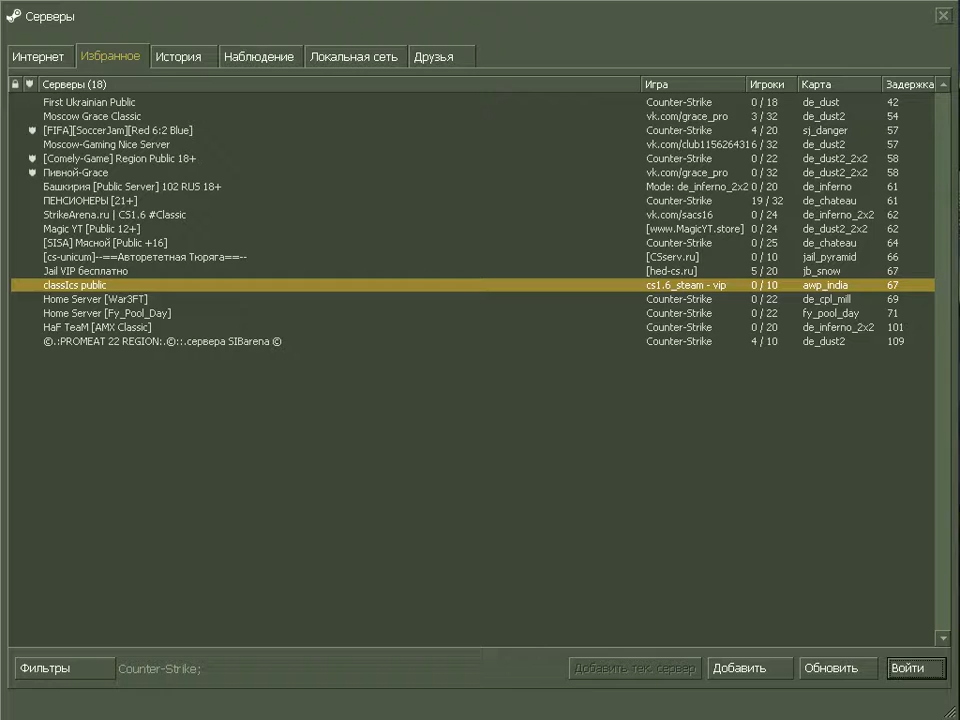 Серверы
Интернет Избранное История Наблюдение Локальная сеть Друзья
Серверы (18) Игра Игроки Карта Задержка
First Ukrainian Public Counter-Strike 0 / 18 de_dust 42
Moscow Grace Classic vk.com/grace_pro 3 / 32 de_dust2 54
[FIFA][SoccerJam][Red 6:2 Blue] Counter-Strike 4 / 20 sj_danger 57
Moscow-Gaming Nice Server vk.com/club1156264316 / 32 de_dust2 57
[Comely-Game] Region Public 18+ Counter-Strike 0 / 22 de_dust2_2x2 58
Пивной-Grace vk.com/grace_pro 0 / 32 de_dust2_2x2 58
Башкирия [Public Server] 102 RUS 18+ Mode: de_inferno_2x2 0 / 20 de_inferno 61
ПЕНСИОНЕРЫ [21+] Counter-Strike 19 / 32 de_chateau 61
StrikeArena.ru | CS1.6 #Classic vk.com/sacs16 0 / 24 de_inferno_2x2 62
Magic YT [Public 12+] [www.MagicYT.store] 0 / 24 de_dust2_2x2 62
[SISA] Мясной [Public +16] Counter-Strike 0 / 25 de_chateau 64
[cs-unicum]--==Авторететная Тюряга==-- [CSserv.ru] 0 / 10 jail_pyramid 66
Jail VIP бесплатно [hed-cs.ru] 5 / 20 jb_snow 67
classIcs public cs1.6_steam - vip 0 / 10 awp_india 67
Home Server [War3FT] Counter-Strike 0 / 22 de_cpl_mill 69
Home Server [Fy_Pool_Day] Counter-Strike 0 / 22 fy_pool_day 71
HaF TeaM [AMX Classic] Counter-Strike 0 / 20 de_inferno_2x2 101
©.:PROMEAT 22 REGION:.©::.сервера SIBarena © Counter-Strike 4 / 10 de_dust2 109
Фильтры Counter-Strike; Добавить тек. сервер Добавить Обновить Войти